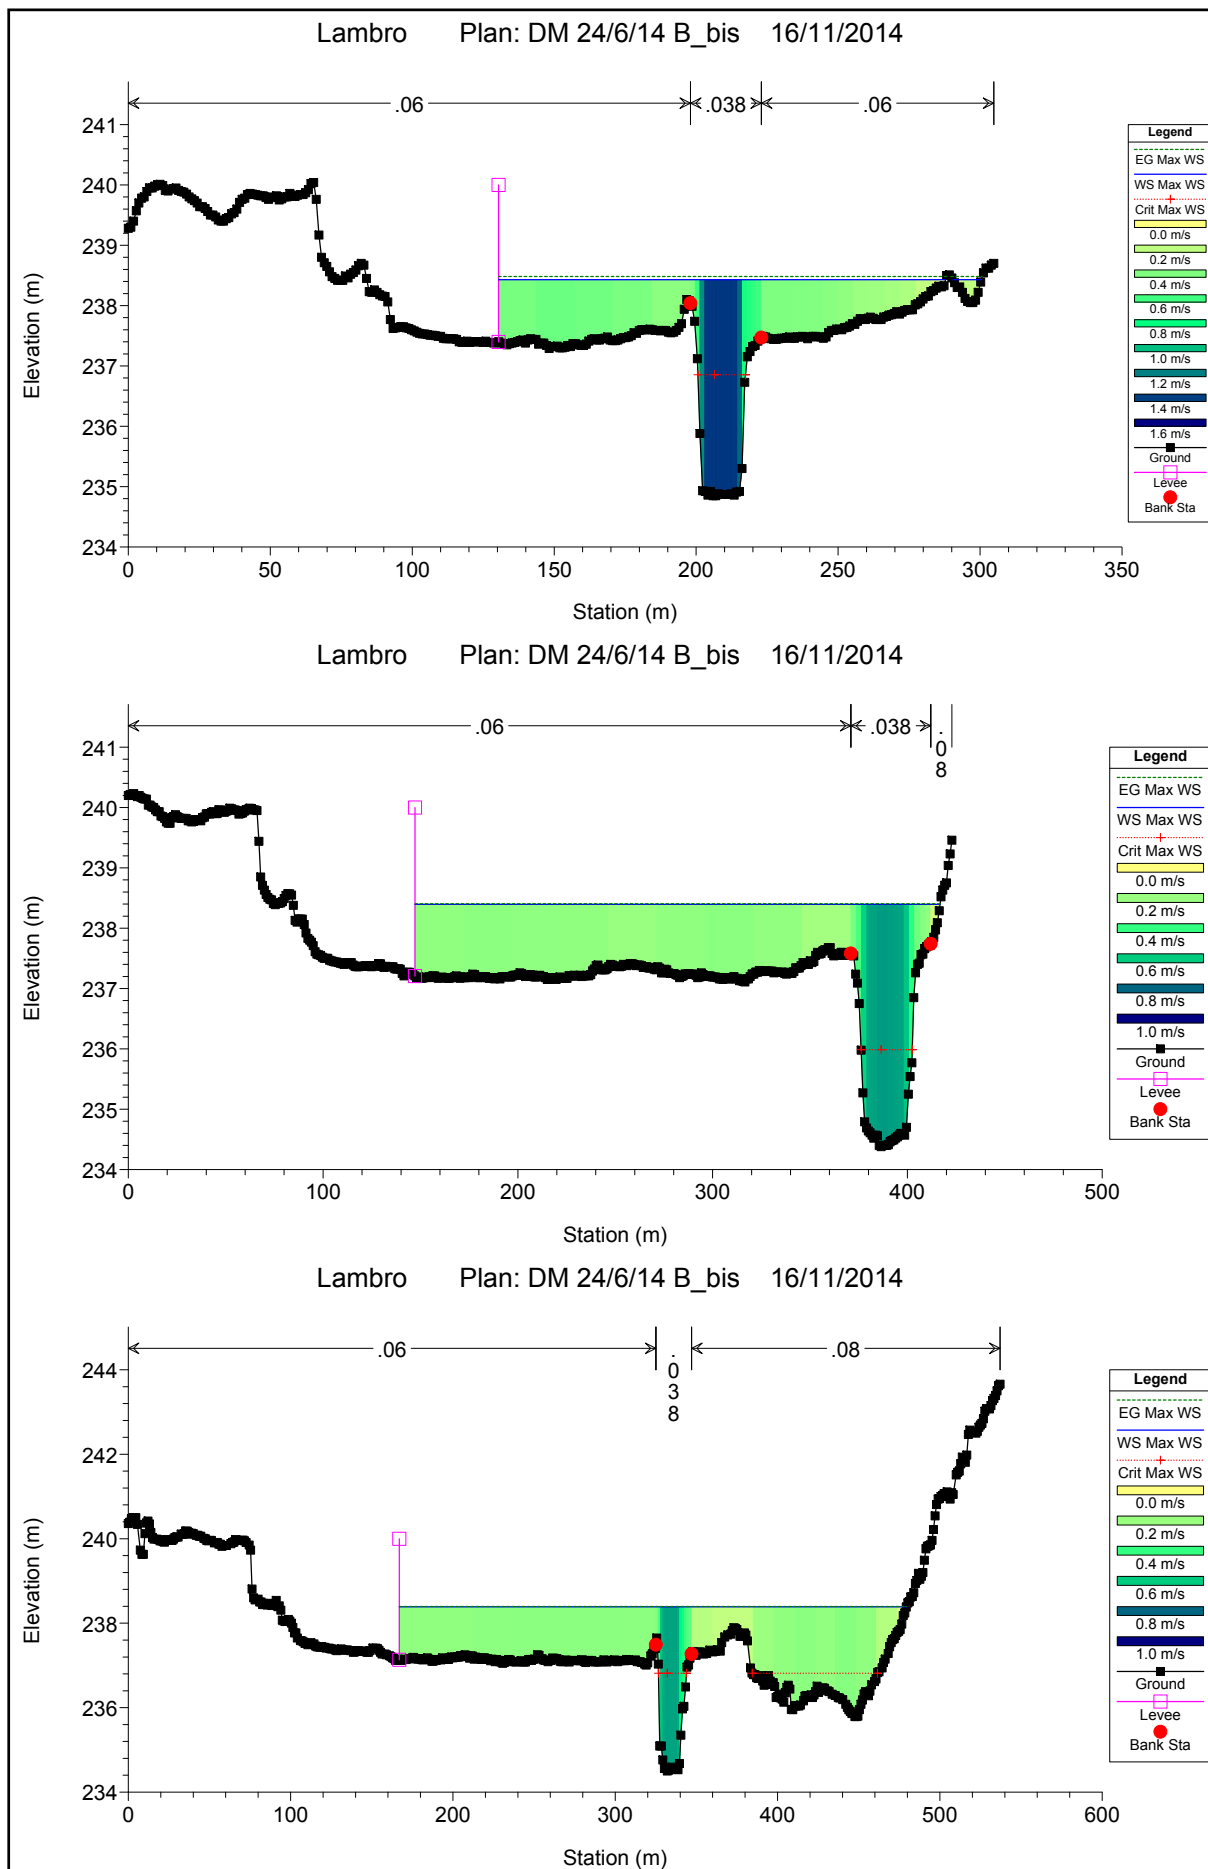 Lambro Plan: DM 24/6/14 B_bis 16/11/2014
.06 .038 .06
241
240
239
238
237
236
235
234
Elevation (m)
0 50 100 150 200 250 300 350
Station (m)
Legend
EG Max WS
WS Max WS
Crit Max WS
0.0 m/s
0.2 m/s
0.4 m/s
0.6 m/s
0.8 m/s
1.0 m/s
1.2 m/s
1.4 m/s
1.6 m/s
Ground
Levee
Bank Sta
Lambro Plan: DM 24/6/14 B_bis 16/11/2014
.06 .038 .08
241
240
239
238
237
236
235
234
Elevation (m)
0 100 200 300 400 500
Station (m)
Legend
EG Max WS
WS Max WS
Crit Max WS
0.0 m/s
0.2 m/s
0.4 m/s
0.6 m/s
0.8 m/s
1.0 m/s
Ground
Levee
Bank Sta
Lambro Plan: DM 24/6/14 B_bis 16/11/2014
.06 .038 .08
244
242
240
238
236
234
Elevation (m)
0 100 200 300 400 500 600
Station (m)
Legend
EG Max WS
WS Max WS
Crit Max WS
0.0 m/s
0.2 m/s
0.4 m/s
0.6 m/s
0.8 m/s
1.0 m/s
Ground
Levee
Bank Sta